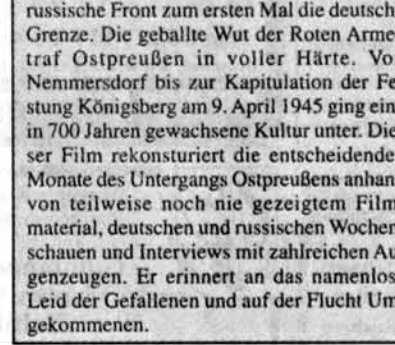 russische Front zum ersten Mal die deutsch
Grenze. Die geballte Wut der Roten Arme
traf Ostpreußen in voller Härte. Vo
Nemmersdorf bis zur Kapitulation der Fe
stung Königsberg am 9. April 1945 ging ein
in 700 Jahren gewachsene Kultur unter. Die
ser Film rekonsturiert die entscheidende
Monate des Untergangs Ostpreußens anhan
von teilweise noch nie gezeigtem Film
material, deutschen und russischen Wochen
schauen und Interviews mit zahlreichen Au
genzeugen. Er erinnert an das namenlos
Leid der Gefallenen und auf der Flucht Um
gekommenen.